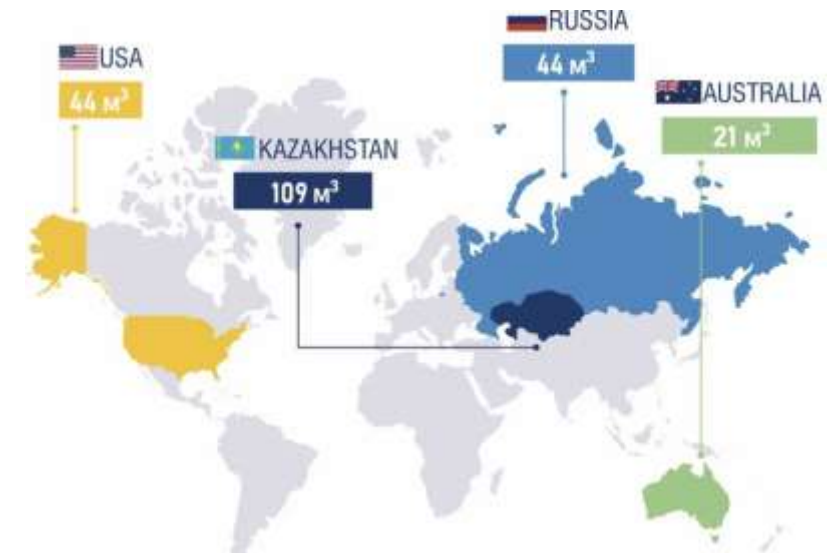 RUSSIA
44 м³
USA
44 м³
AUSTRALIA
21 м³
KAZAKHSTAN
109 м³